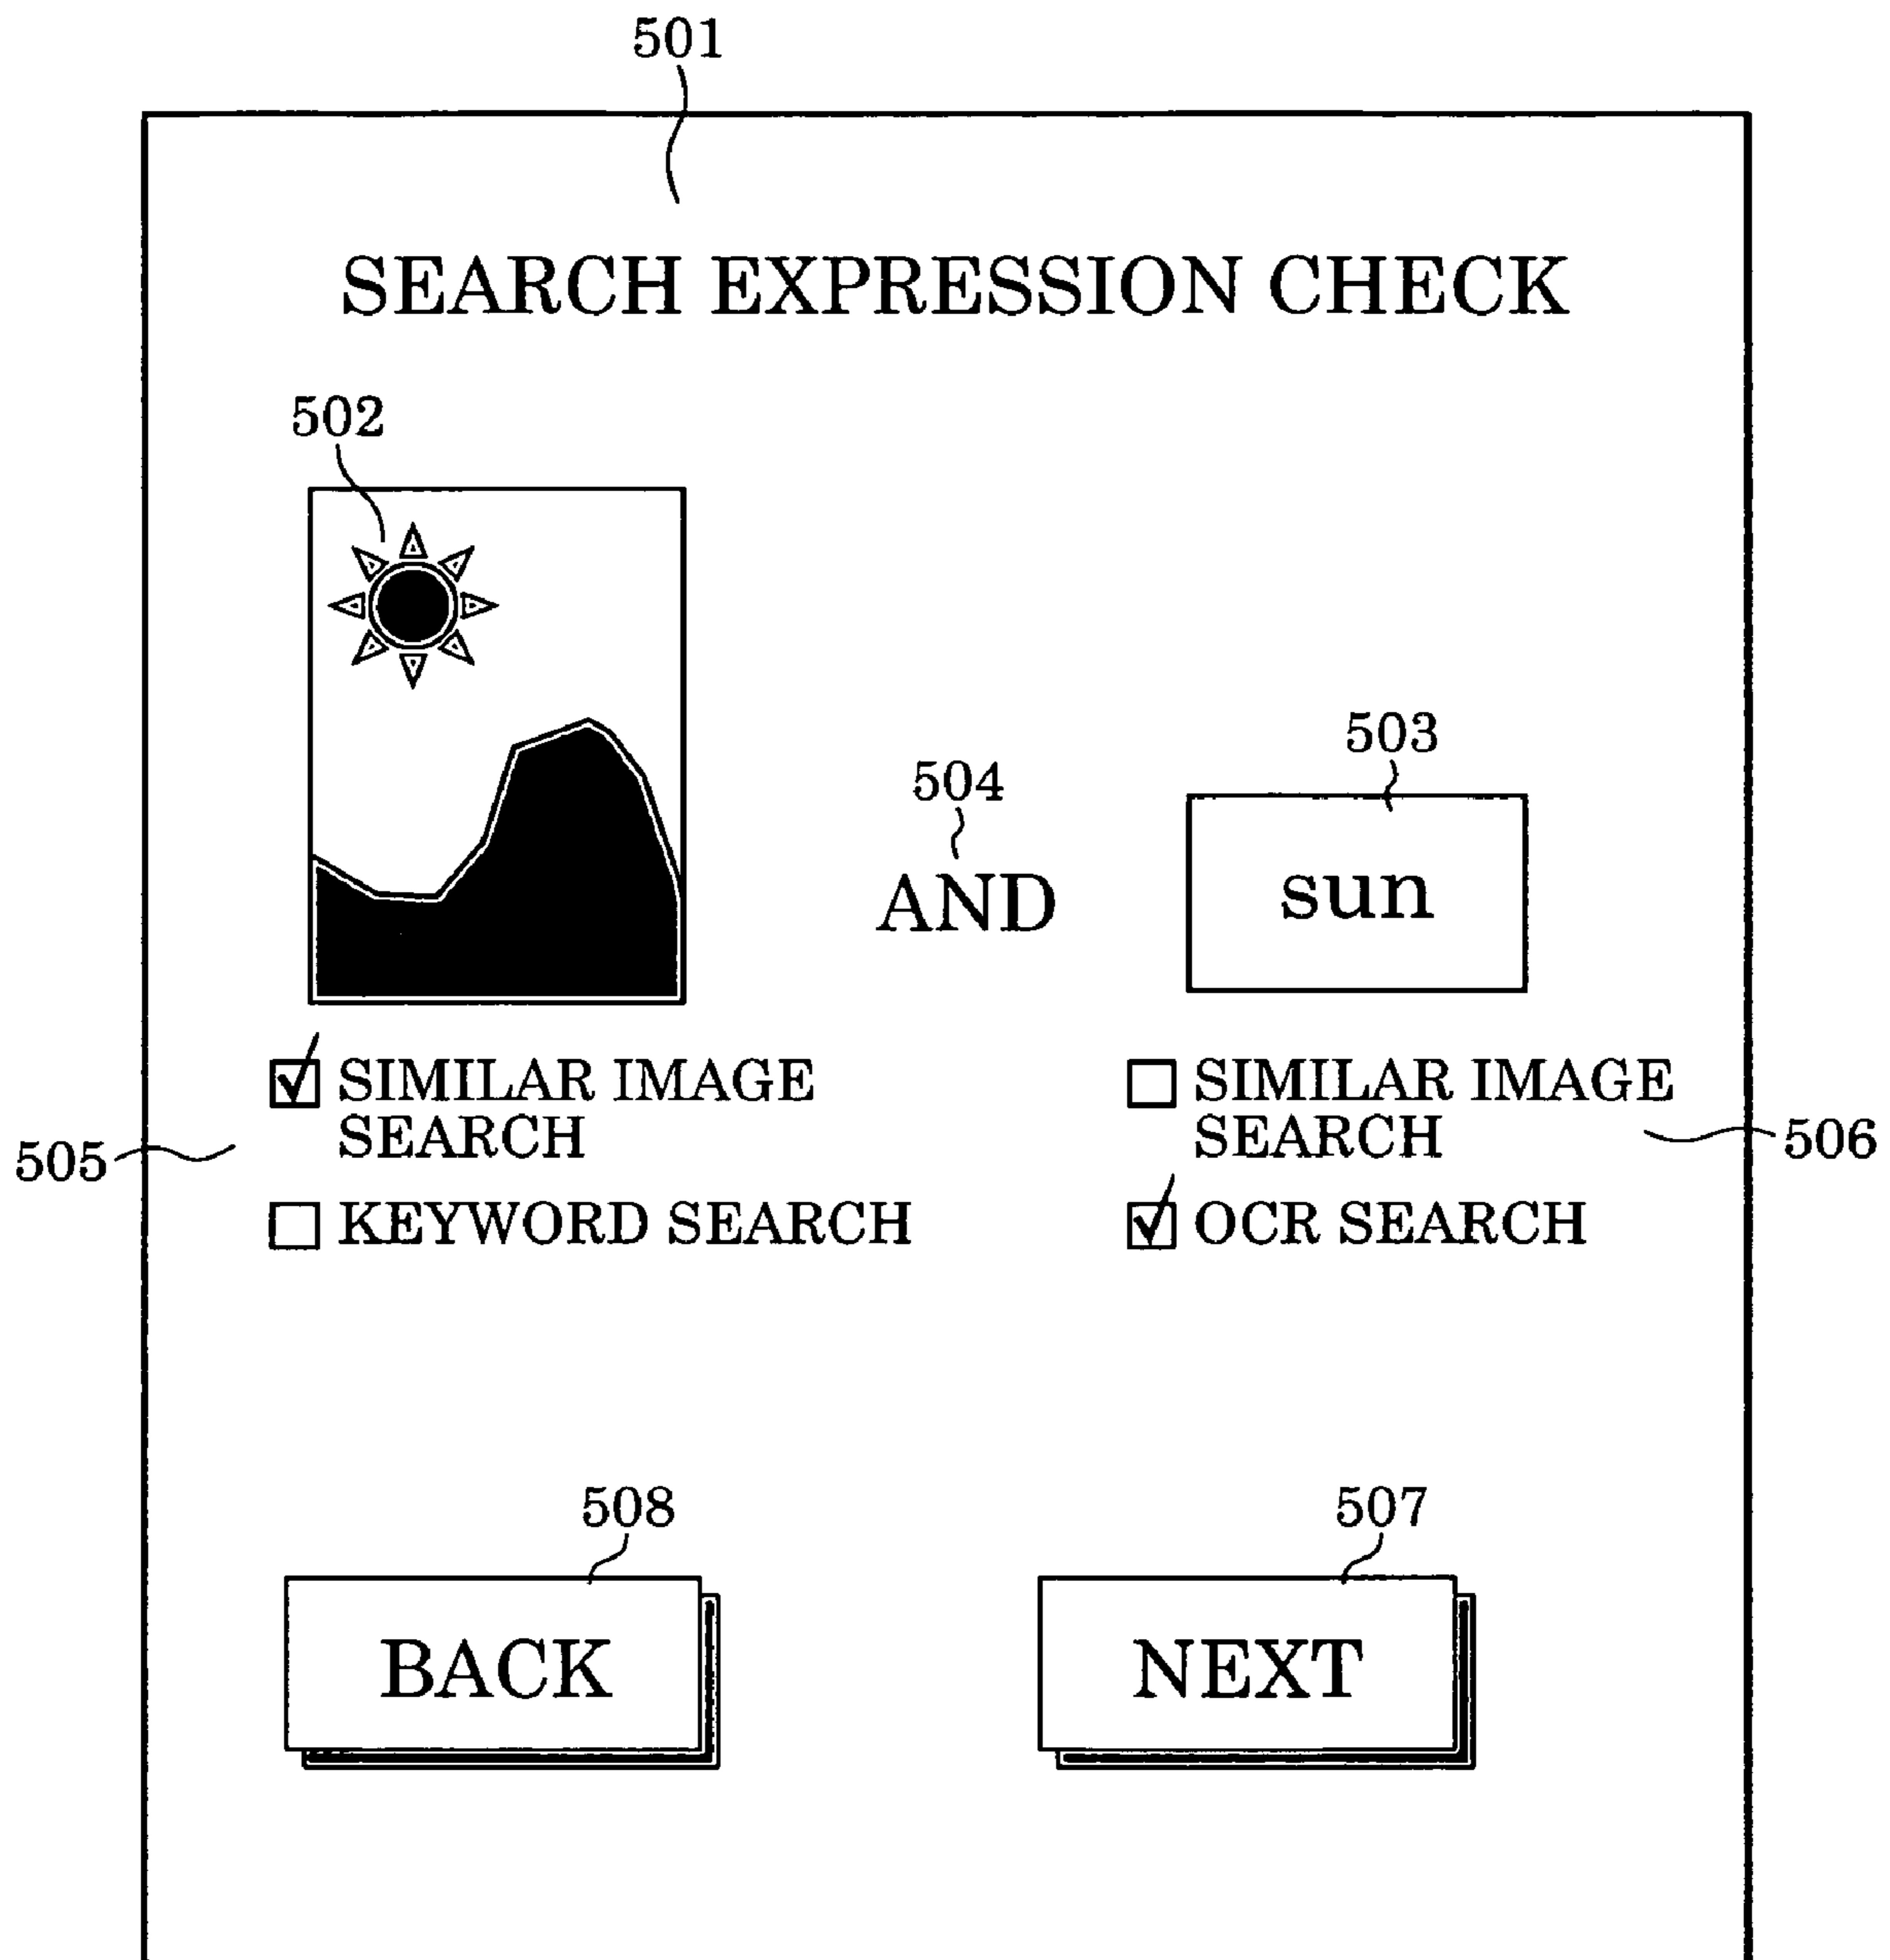 501
SEARCH EXPRESSION CHECK
502
503
504
AND
sun
SIMILAR IMAGE
SEARCH
KEYWORD SEARCH
505
SIMILAR IMAGE
SEARCH
OCR SEARCH
506
508
507
BACK
NEXT